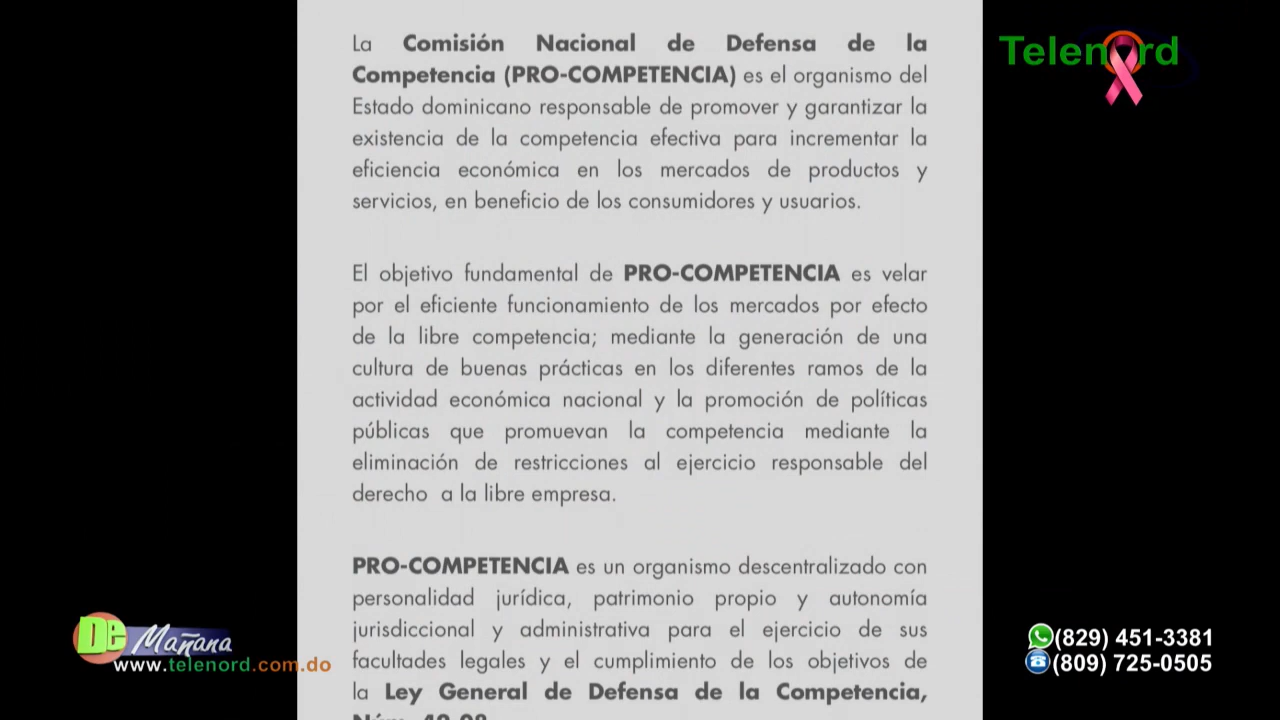 La Comisión Nacional de Defensa de la
Competencia (PRO-COMPETENCIA) es el organismo del
Estado dominicano responsable de promover y garantizar la
existencia de la competencia efectiva para incrementar la
eficiencia económica en los mercados de productos y
servicios, en beneficio de los consumidores y usuarios.
El objetivo fundamental de PRO-COMPETENCIA es velar
por el eficiente funcionamiento de los mercados por efecto
de la libre competencia; mediante la generación de una
cultura de buenas prácticas en los diferentes ramos de la
actividad económica nacional y la promoción de políticas
públicas que promuevan la competencia mediante la
eliminación de restricciones al ejercicio responsable del
derecho a la libre empresa.
PRO-COMPETENCIA es un organismo descentralizado con
personalidad jurídica, patrimonio propio y autonomía
jurisdiccional y administrativa para el ejercicio de sus
facultades legales y el cumplimiento de los objetivos de
la Ley General de Defensa de la Competencia,
Núm. 42-08
Telenord
De Mañana
www.telenord.com.do
(829) 451-3381
(809) 725-0505